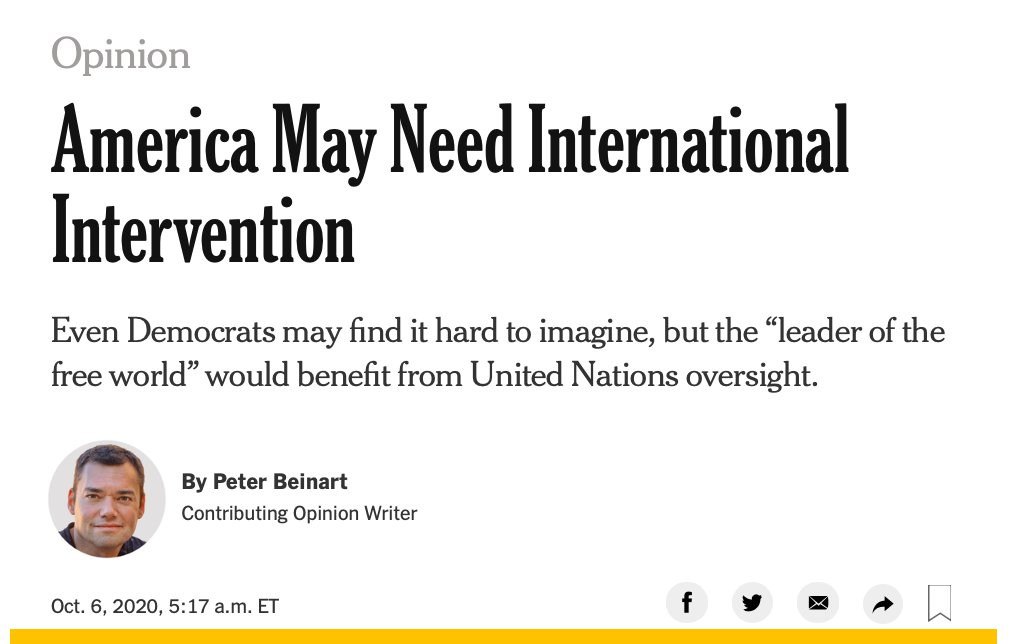 Opinion
America May Need International
Intervention
Even Democrats may find it hard to imagine, but the “leader of the
free world” would benefit from United Nations oversight.
By Peter Beinart
Contributing Opinion Writer
Oct. 6, 2020, 5:17 a.m. ET